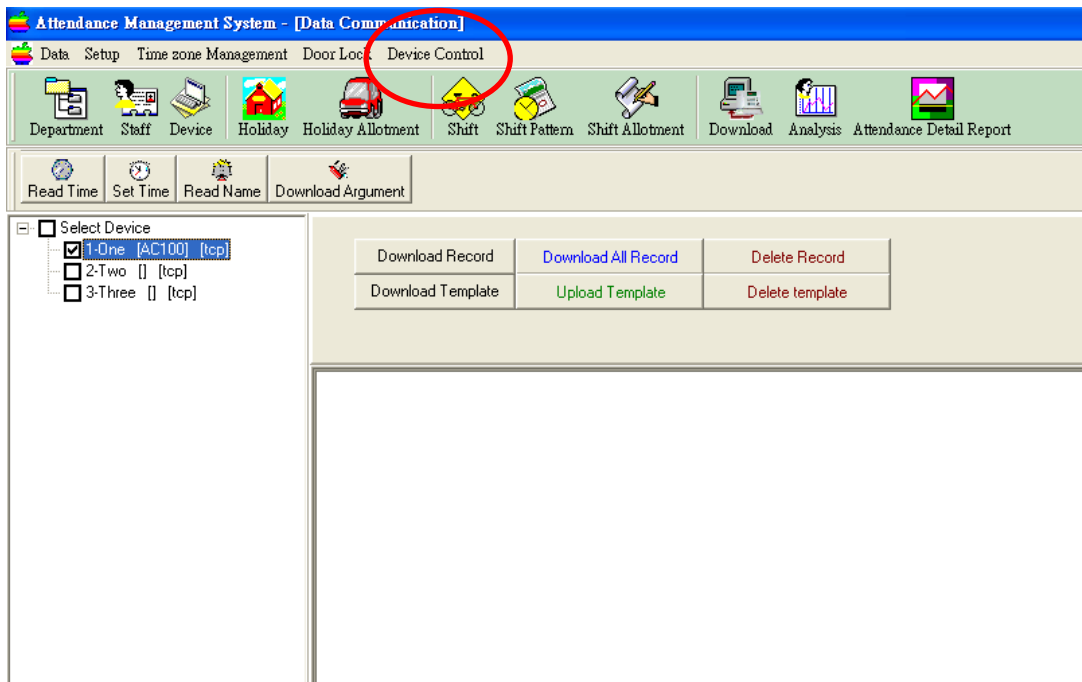 Attendance Management System - [Data Communication]
Data Setup Time zone Management Door Lock Device Control
Department Staff Device Holiday Holiday Allotment Shift Shift Pattern Shift Allotment Download Analysis Attendance Detail Report
Read Time Set Time Read Name Download Argument
Select Device
1-One [AC100] [tcp]
2-Two [] [tcp]
3-Three [] [tcp]
Download Record Download All Record Delete Record
Download Template Upload Template Delete template